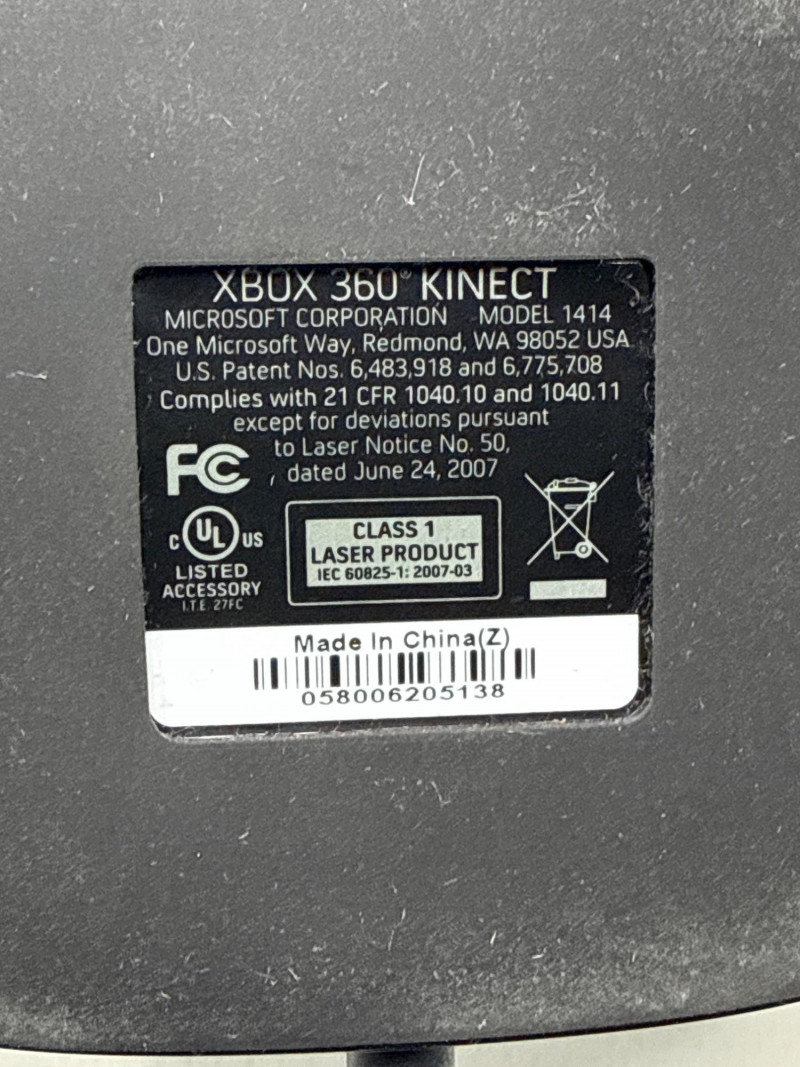 XBOX 360® KINECT
MICROSOFT CORPORATION MODEL 1414
One Microsoft Way, Redmond, WA 98052 USA
U.S. Patent Nos. 6,483,918 and 6,775,708
Complies with 21 CFR 1040.10 and 1040.11
except for deviations pursuant
to Laser Notice No. 50,
dated June 24, 2007
FC
C UL US
LISTED
ACCESSORY
I.T.E. 27FC
CLASS 1
LASER PRODUCT
IEC 60825-1: 2007-03
Made In China(Z)
058006205138